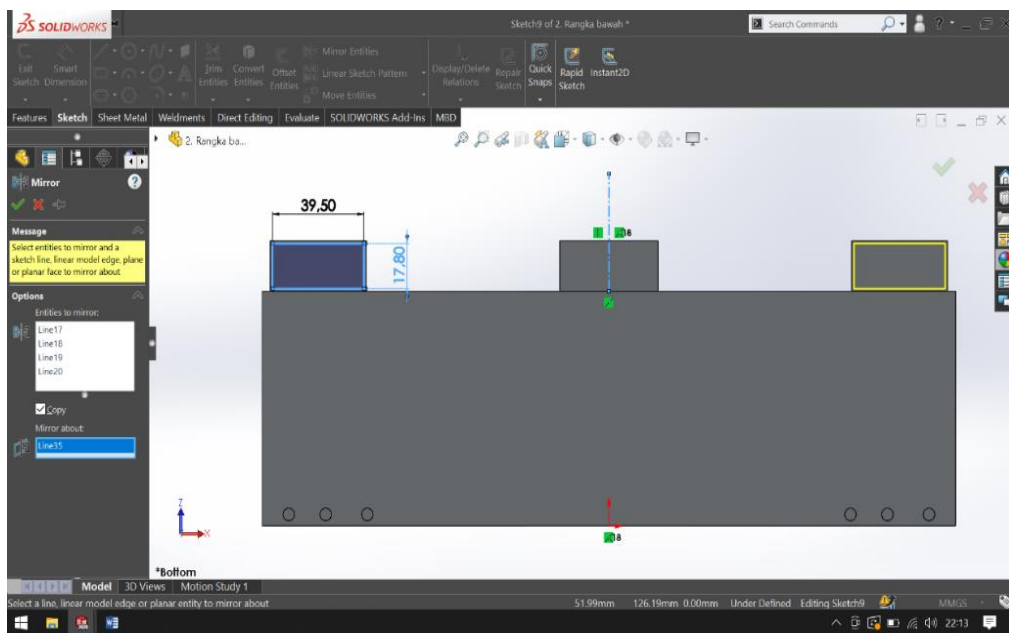 SOLIDWORKS
Sketch9 of 2. Rangka bawah *
Search Commands
Exit Sketch
Smart Dimension
Trim Entities
Convert Entities
Offset Entities
Mirror Entities
Linear Sketch Pattern
Move Entities
Display/Delete Relations
Repair Sketch
Quick Snaps
Rapid Sketch
Instant2D
Features Sketch Sheet Metal Weldments Direct Editing Evaluate SOLIDWORKS Add-Ins MBD
2. Rangka ba...
Mirror
Message
Select entities to mirror and a
sketch line, linear model edge, plane
or planar face to mirror about
Options
Entities to mirror:
Line17
Line18
Line19
Line20
Copy
Mirror about:
Line35
39,50
17,80
18
18
Z
X
*Bottom
Model 3D Views Motion Study 1
Select a line, linear model edge or planar entity to mirror about
51.99mm 126.19mm 0.00mm Under Defined Editing Sketch9 MMGS
22:13